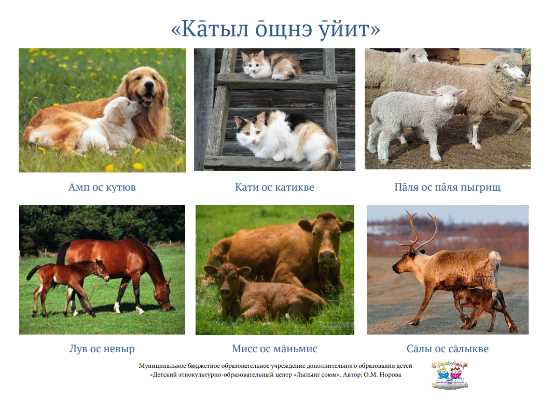 «Ка̄тыл о̄щнэ ӯйит»
Амп ос кутюв
Кати ос катикве
Па̄ля ос па̄ля пыгрищ
Лув ос невыр
Мисс ос ма̄ньмис
Са̄лы ос са̄лыкве
Муниципальное бюджетное образовательное учреждение дополнительного образования детей
«Детский этнокультурно-образовательный центр «Лылынг союм». Автор: О.М. Норова